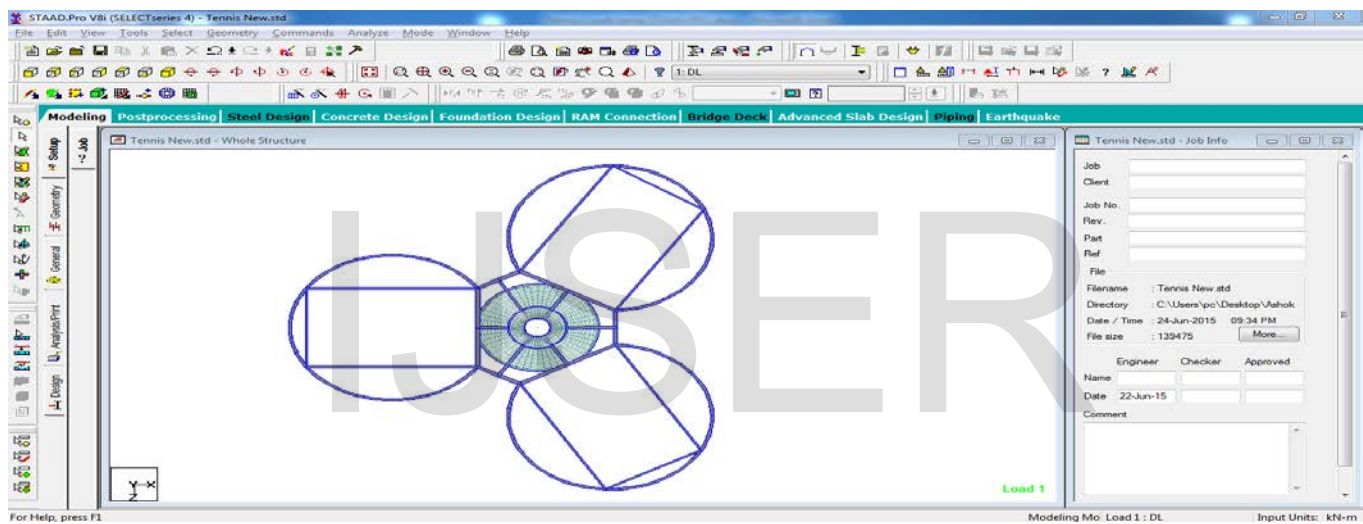 STAAD.Pro V8i (SELECTseries 4) - Tennis New.std
File Edit View Tools Select Geometry Commands Analyze Mode Window Help
1: DL
Modeling Postprocessing Steel Design Concrete Design Foundation Design RAM Connection Bridge Deck Advanced Slab Design Piping Earthquake
Setup
Geometry
General
Analysis/Print
Design
Job
Tennis New.std - Whole Structure
IJSER
Y X
Z
Load 1
Tennis New.std - Job Info
Job
Client
Job No.
Rev.
Part
Ref
File
Filename : Tennis New.std
Directory : C:\Users\pc\Desktop\Ashok
Date / Time : 24-Jun-2015 09:34 PM
File size : 139475 More...
Engineer Checker Approved
Name
Date 22-Jun-15
Comment
For Help, press F1
Modeling Mo Load 1 : DL Input Units: kN-m